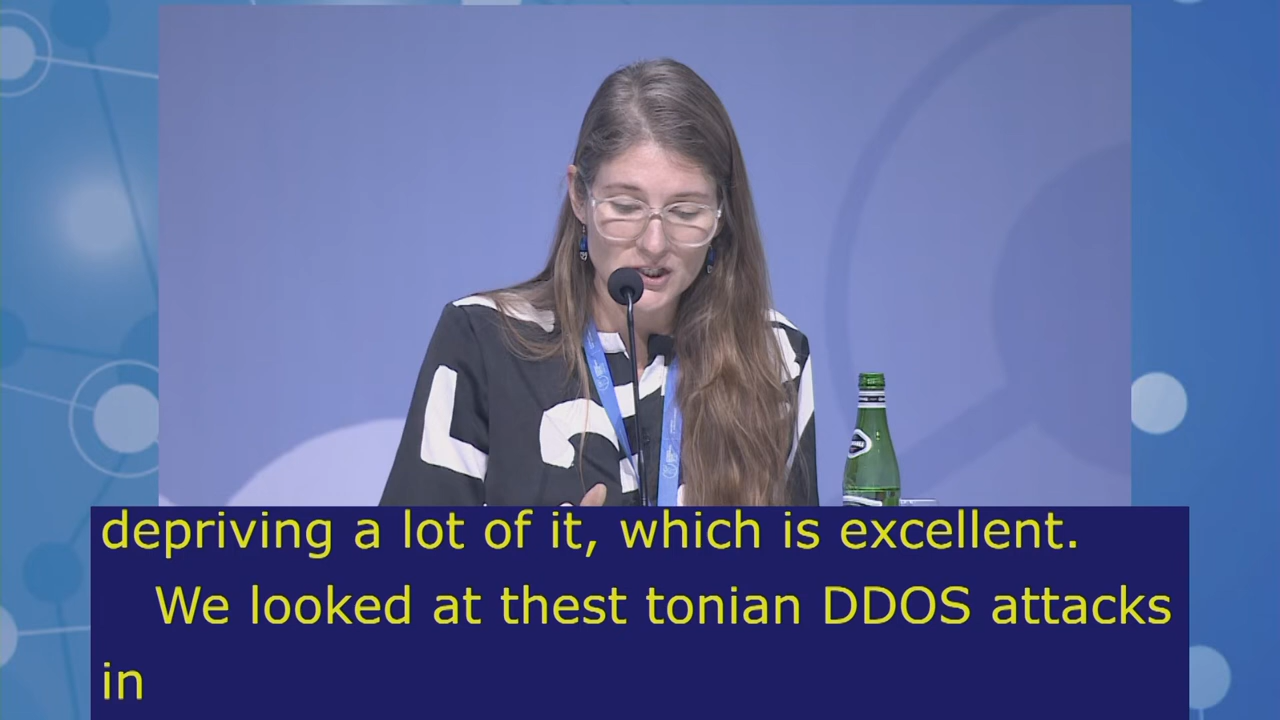 depriving a lot of it, which is excellent.
We looked at thest tonian DDOS attacks
in